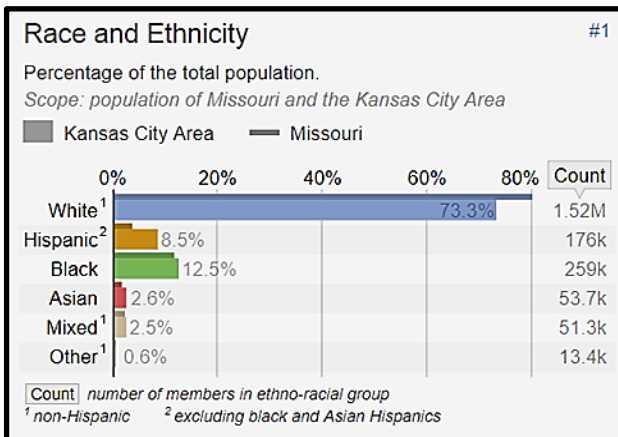 Race and Ethnicity #1
Percentage of the total population.
Scope: population of Missouri and the Kansas City Area
Kansas City Area Missouri
0% 20% 40% 60% 80% Count
White¹ 73.3% 1.52M
Hispanic² 8.5% 176k
Black 12.5% 259k
Asian 2.6% 53.7k
Mixed¹ 2.5% 51.3k
Other¹ 0.6% 13.4k
Count number of members in ethno-racial group
¹ non-Hispanic ² excluding black and Asian Hispanics